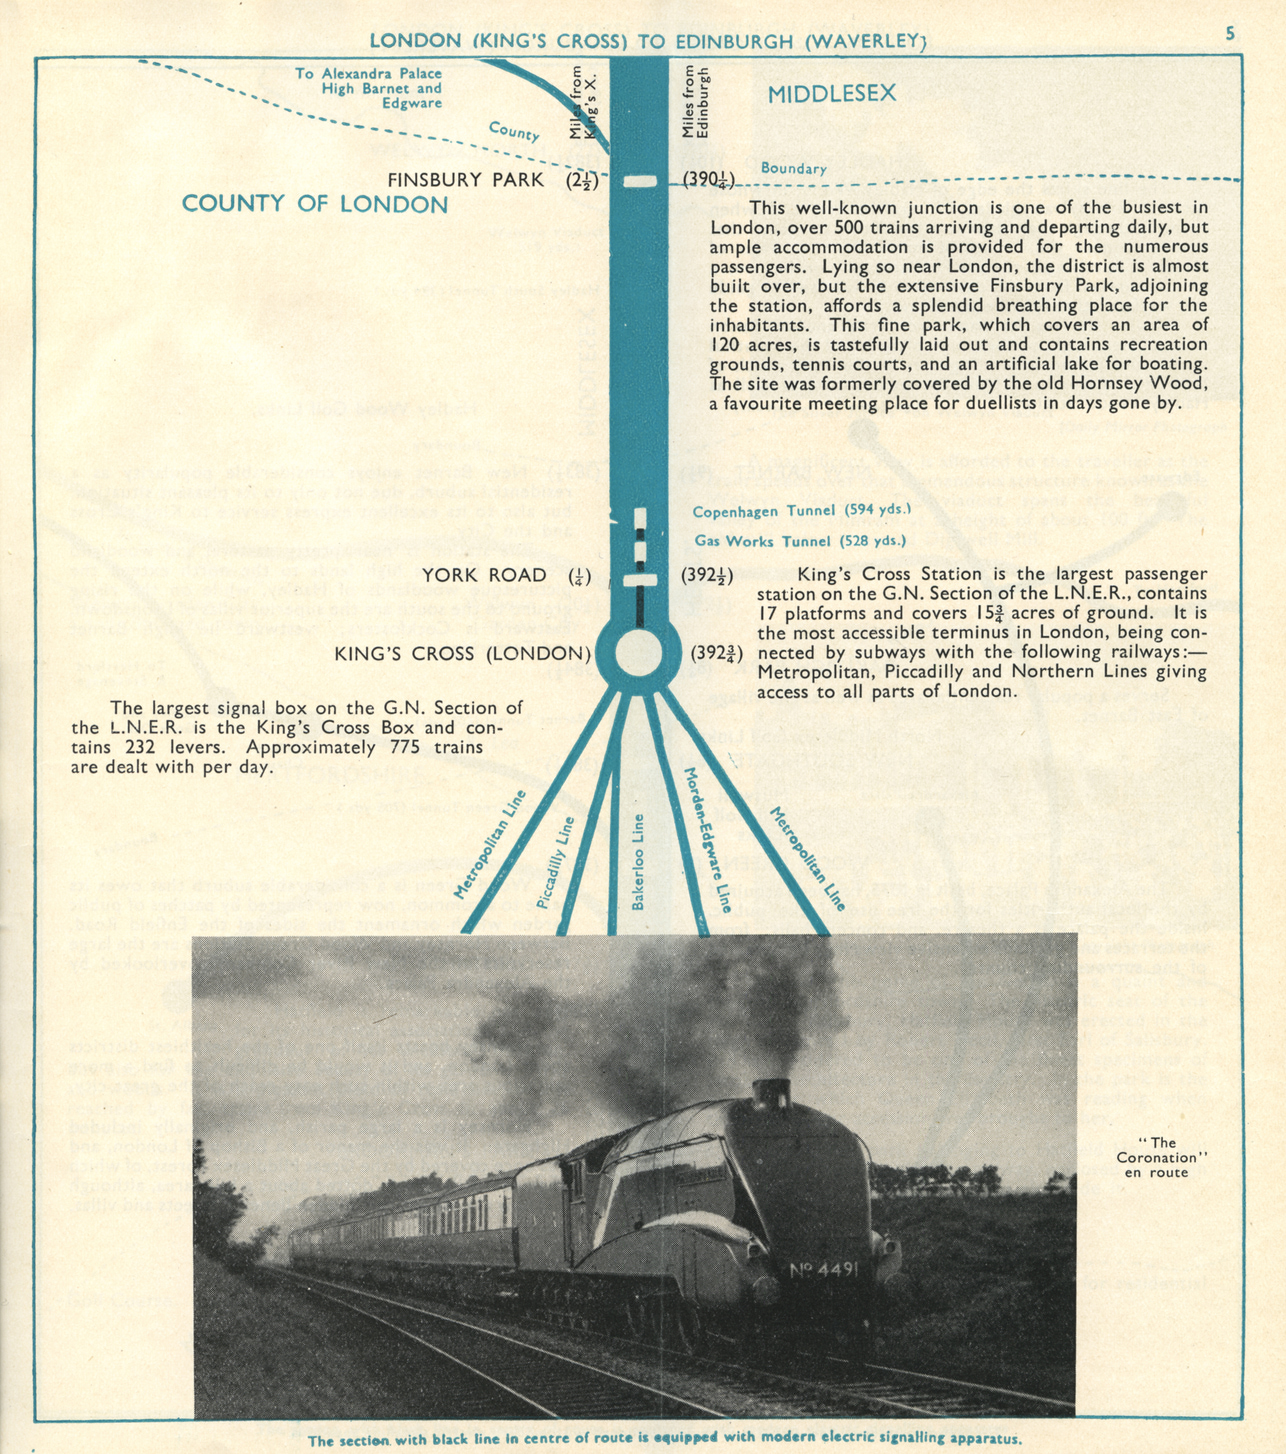 LONDON (KING'S CROSS) TO EDINBURGH (WAVERLEY)
5
To Alexandra Palace
High Barnet and
Edgware
Miles from
King's X.
Miles from
Edinburgh
MIDDLESEX
County
Boundary
FINSBURY PARK (2½)
(390¼)
COUNTY OF LONDON
This well-known junction is one of the busiest in
London, over 500 trains arriving and departing daily, but
ample accommodation is provided for the numerous
passengers. Lying so near London, the district is almost
built over, but the extensive Finsbury Park, adjoining
the station, affords a splendid breathing place for the
inhabitants. This fine park, which covers an area of
120 acres, is tastefully laid out and contains recreation
grounds, tennis courts, and an artificial lake for boating.
The site was formerly covered by the old Hornsey Wood,
a favourite meeting place for duellists in days gone by.
Copenhagen Tunnel (594 yds.)
Gas Works Tunnel (528 yds.)
YORK ROAD (¼)
(392½)
KING'S CROSS (LONDON)
(392¾)
King's Cross Station is the largest passenger
station on the G.N. Section of the L.N.E.R., contains
17 platforms and covers 15¾ acres of ground. It is
the most accessible terminus in London, being con-
nected by subways with the following railways:—
Metropolitan, Piccadilly and Northern Lines giving
access to all parts of London.
The largest signal box on the G.N. Section of
the L.N.E.R. is the King's Cross Box and con-
tains 232 levers. Approximately 775 trains
are dealt with per day.
Metropolitan Line
Piccadilly Line
Bakerloo Line
Morden-Edgware Line
Metropolitan Line
No 4491
"The
Coronation"
en route
The section with black line in centre of route is equipped with modern electric signalling apparatus.